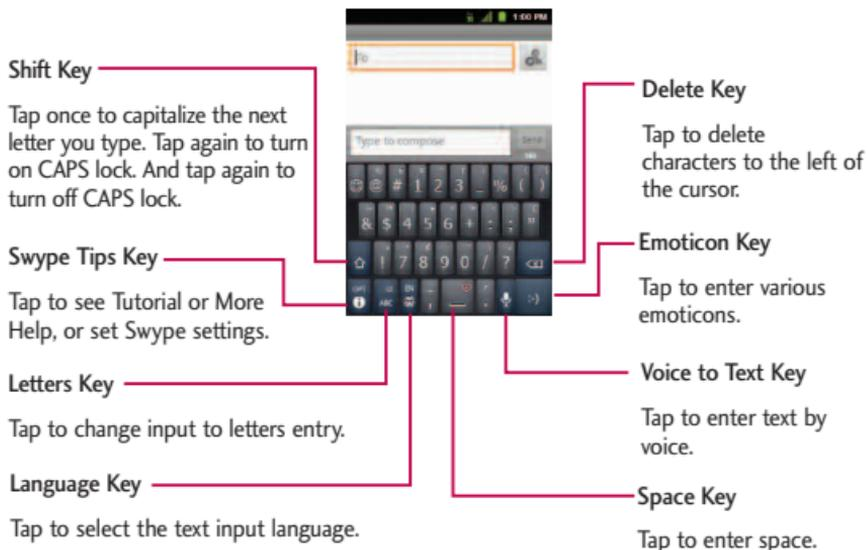 1:00 PM
To
Type to compose
Send
160
@ # 1 2 3 _ % ( )
& $ 4 5 6 + : ; "
! 7 8 9 0 / ?
ABC
EN
:-)
Shift Key
Tap once to capitalize the next
letter you type. Tap again to turn
on CAPS lock. And tap again to
turn off CAPS lock.
Swype Tips Key
Tap to see Tutorial or More
Help, or set Swype settings.
Letters Key
Tap to change input to letters entry.
Language Key
Tap to select the text input language.
Delete Key
Tap to delete
characters to the left of
the cursor.
Emoticon Key
Tap to enter various
emoticons.
Voice to Text Key
Tap to enter text by
voice.
Space Key
Tap to enter space.